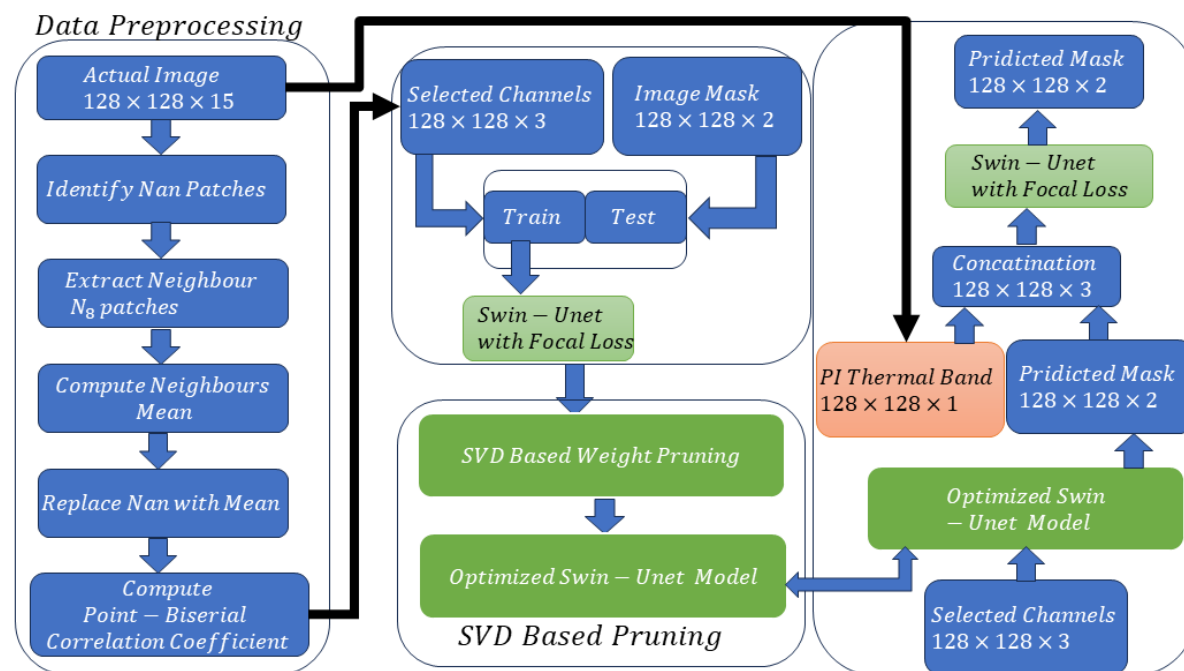 Data Preprocessing
Actual Image
128 × 128 × 15
Identify Nan Patches
Extract Neighbour
N₈ patches
Compute Neighbours
Mean
Replace Nan with Mean
Compute
Point − Biserial
Correlation Coefficient
Selected Channels
128 × 128 × 3
Image Mask
128 × 128 × 2
Train
Test
Swin − Unet
with Focal Loss
SVD Based Weight Pruning
Optimized Swin − Unet Model
SVD Based Pruning
Pridicted Mask
128 × 128 × 2
Swin − Unet
with Focal Loss
Concatination
128 × 128 × 3
PI Thermal Band
128 × 128 × 1
Pridicted Mask
128 × 128 × 2
Optimized Swin
− Unet Model
Selected Channels
128 × 128 × 3